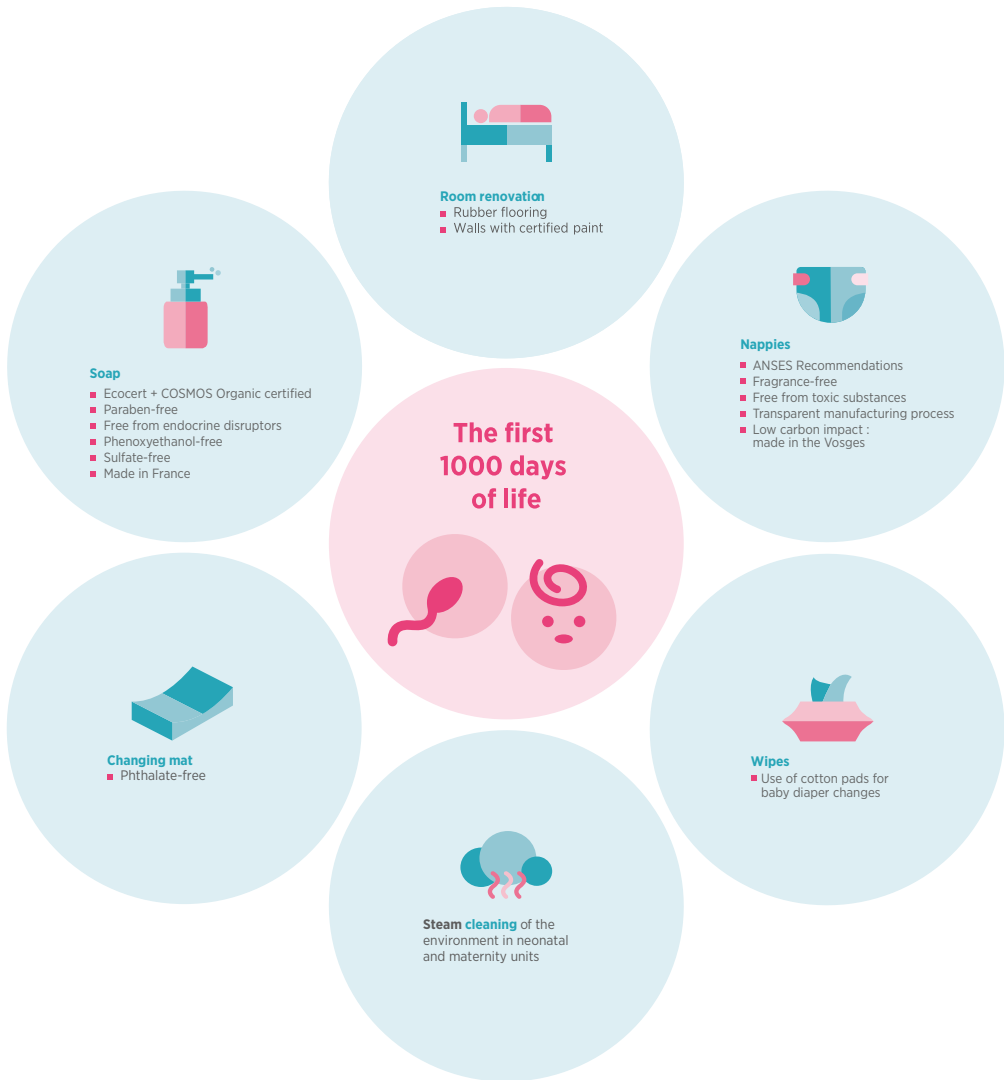 Room renovation
Rubber flooring
Walls with certified paint
Soap
Ecocert + COSMOS Organic certified
Paraben-free
Free from endocrine disruptors
Phenoxyethanol-free
Sulfate-free
Made in France
Nappies
ANSES Recommendations
Fragrance-free
Free from toxic substances
Transparent manufacturing process
Low carbon impact :
made in the Vosges
The first
1000 days
of life
Changing mat
Phthalate-free
Wipes
Use of cotton pads for
baby diaper changes
Steam cleaning of the
environment in neonatal
and maternity units